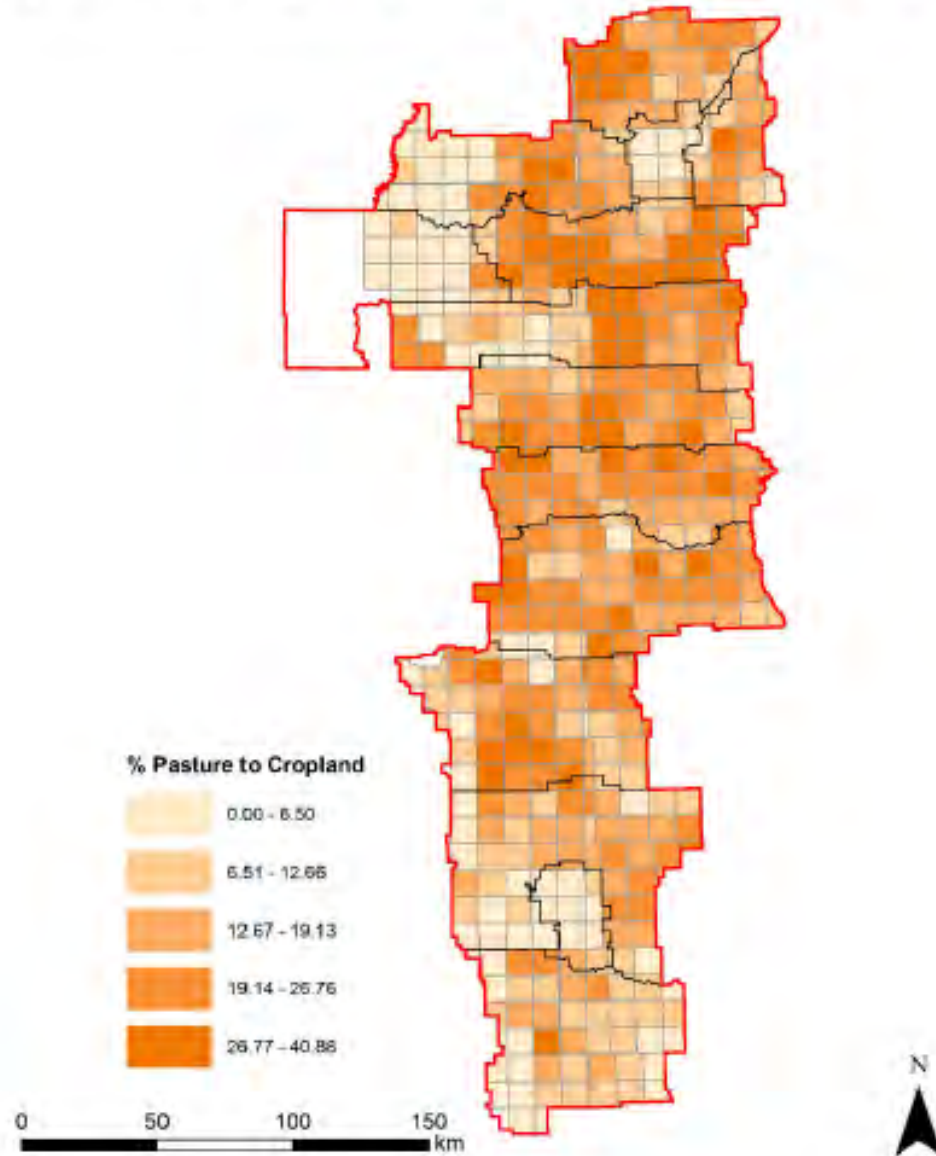 N
% Pasture to Cropland
0.00 - 6.50
6.51 - 12.66
12.67 - 19.13
19.14 - 26.76
26.77 - 40.86
0 50 100 150
km